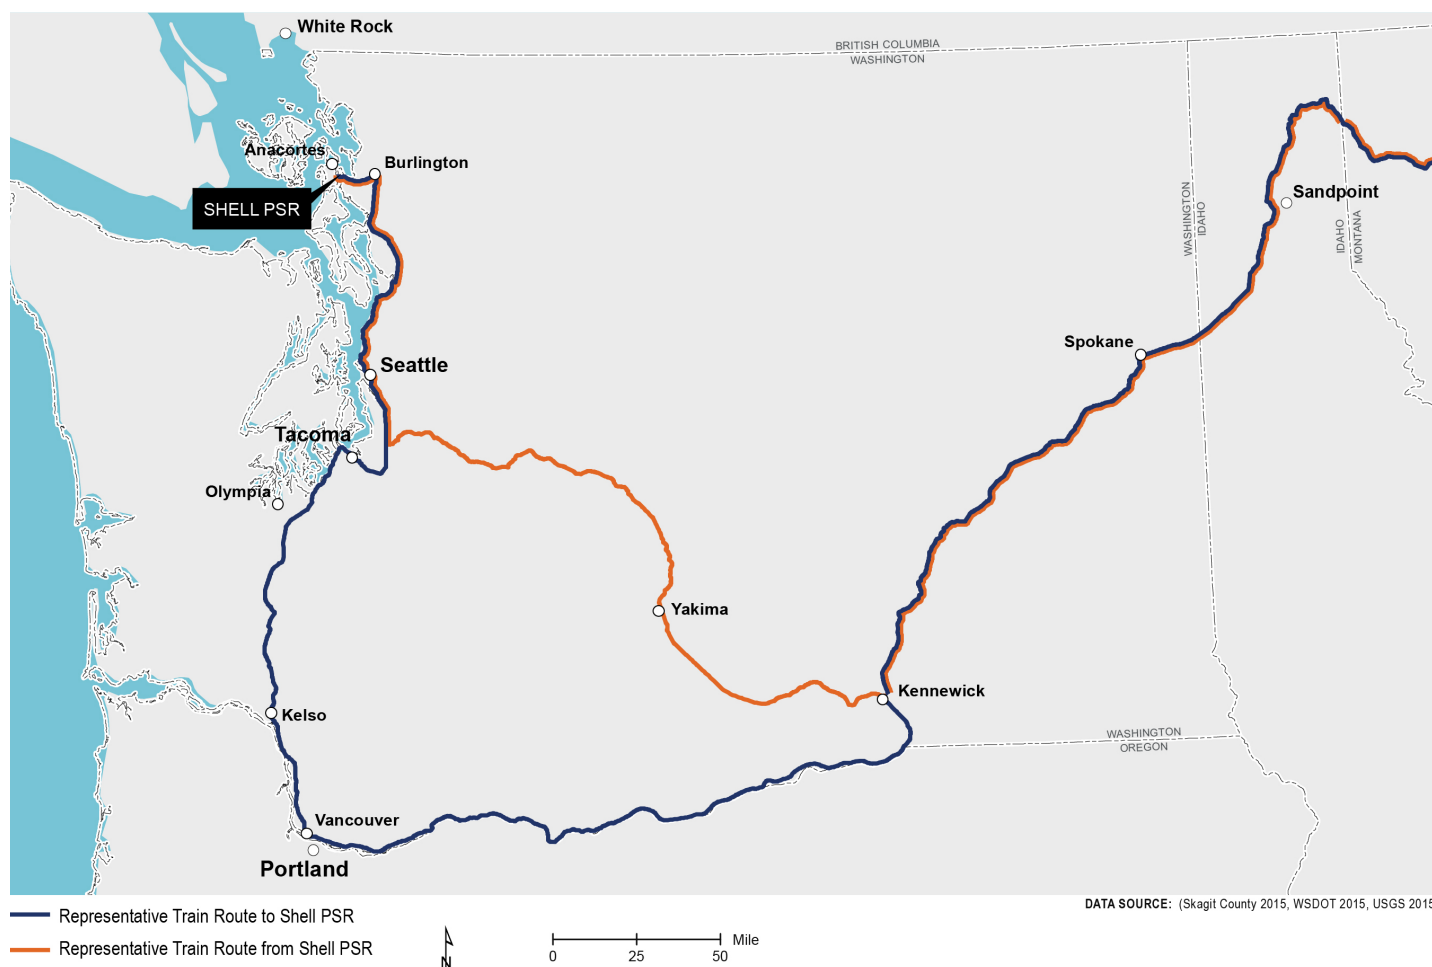 White Rock
BRITISH COLUMBIA
WASHINGTON
Anacortes
Burlington
SHELL PSR
Sandpoint
WASHINGTON
IDAHO
IDAHO
MONTANA
Spokane
Seattle
Tacoma
Olympia
Yakima
Kennewick
Kelso
WASHINGTON
OREGON
Vancouver
Portland
DATA SOURCE: (Skagit County 2015, WSDOT 2015, USGS 2015
Representative Train Route to Shell PSR
Representative Train Route from Shell PSR
N
Mile
0 25 50